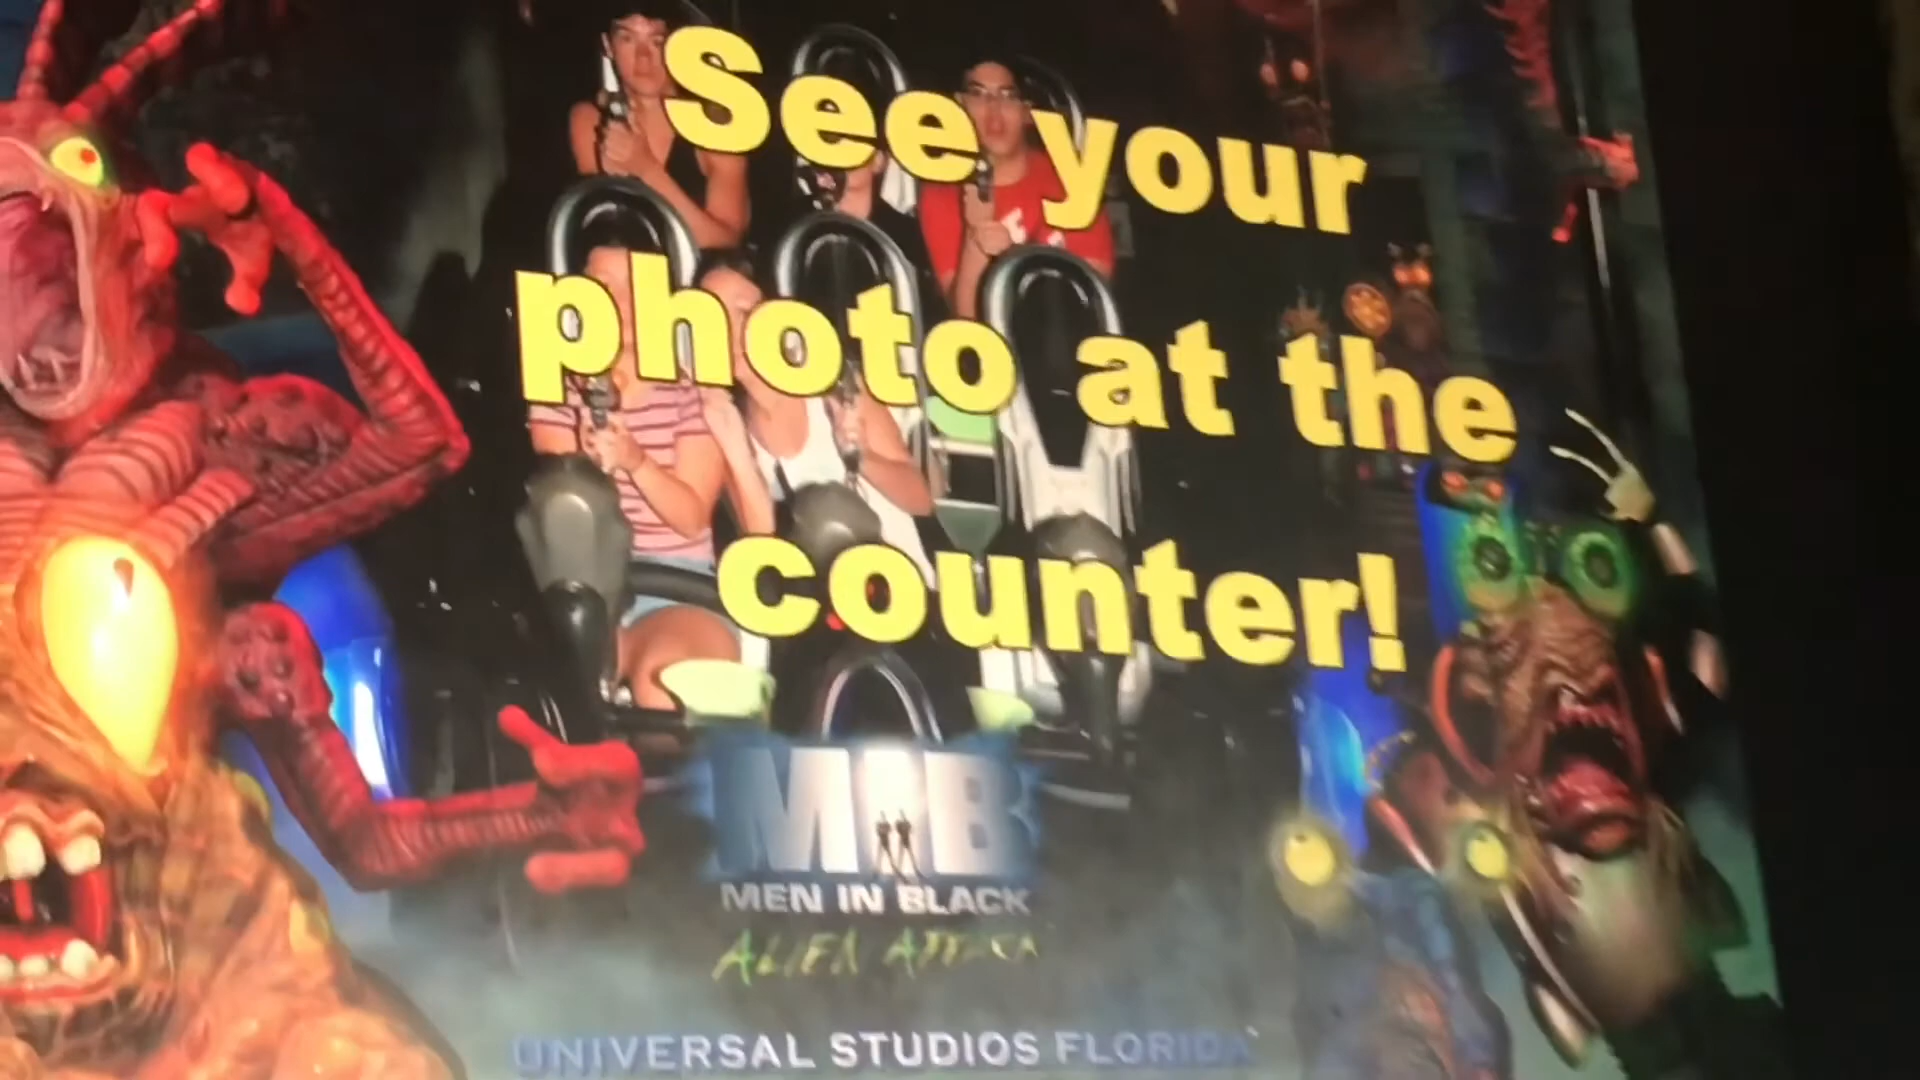 See your
photo at the
counter!
MIB
MEN IN BLACK
ALIEN ATTACK
UNIVERSAL STUDIOS FLORIDA